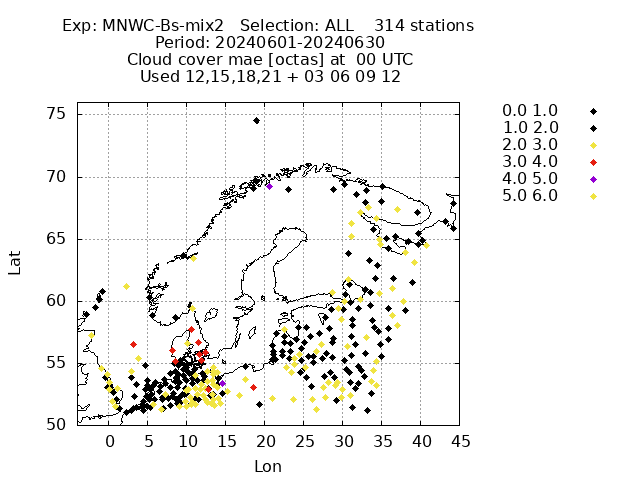 Exp: MNWC-Bs-mix2 Selection: ALL 314 stations
Period: 20240601-20240630
Cloud cover mae [octas] at 00 UTC
Used 12,15,18,21 + 03 06 09 12
75
70
65
60
55
50
Lat
0 5 10 15 20 25 30 35 40 45
Lon
0.0 1.0
1.0 2.0
2.0 3.0
3.0 4.0
4.0 5.0
5.0 6.0